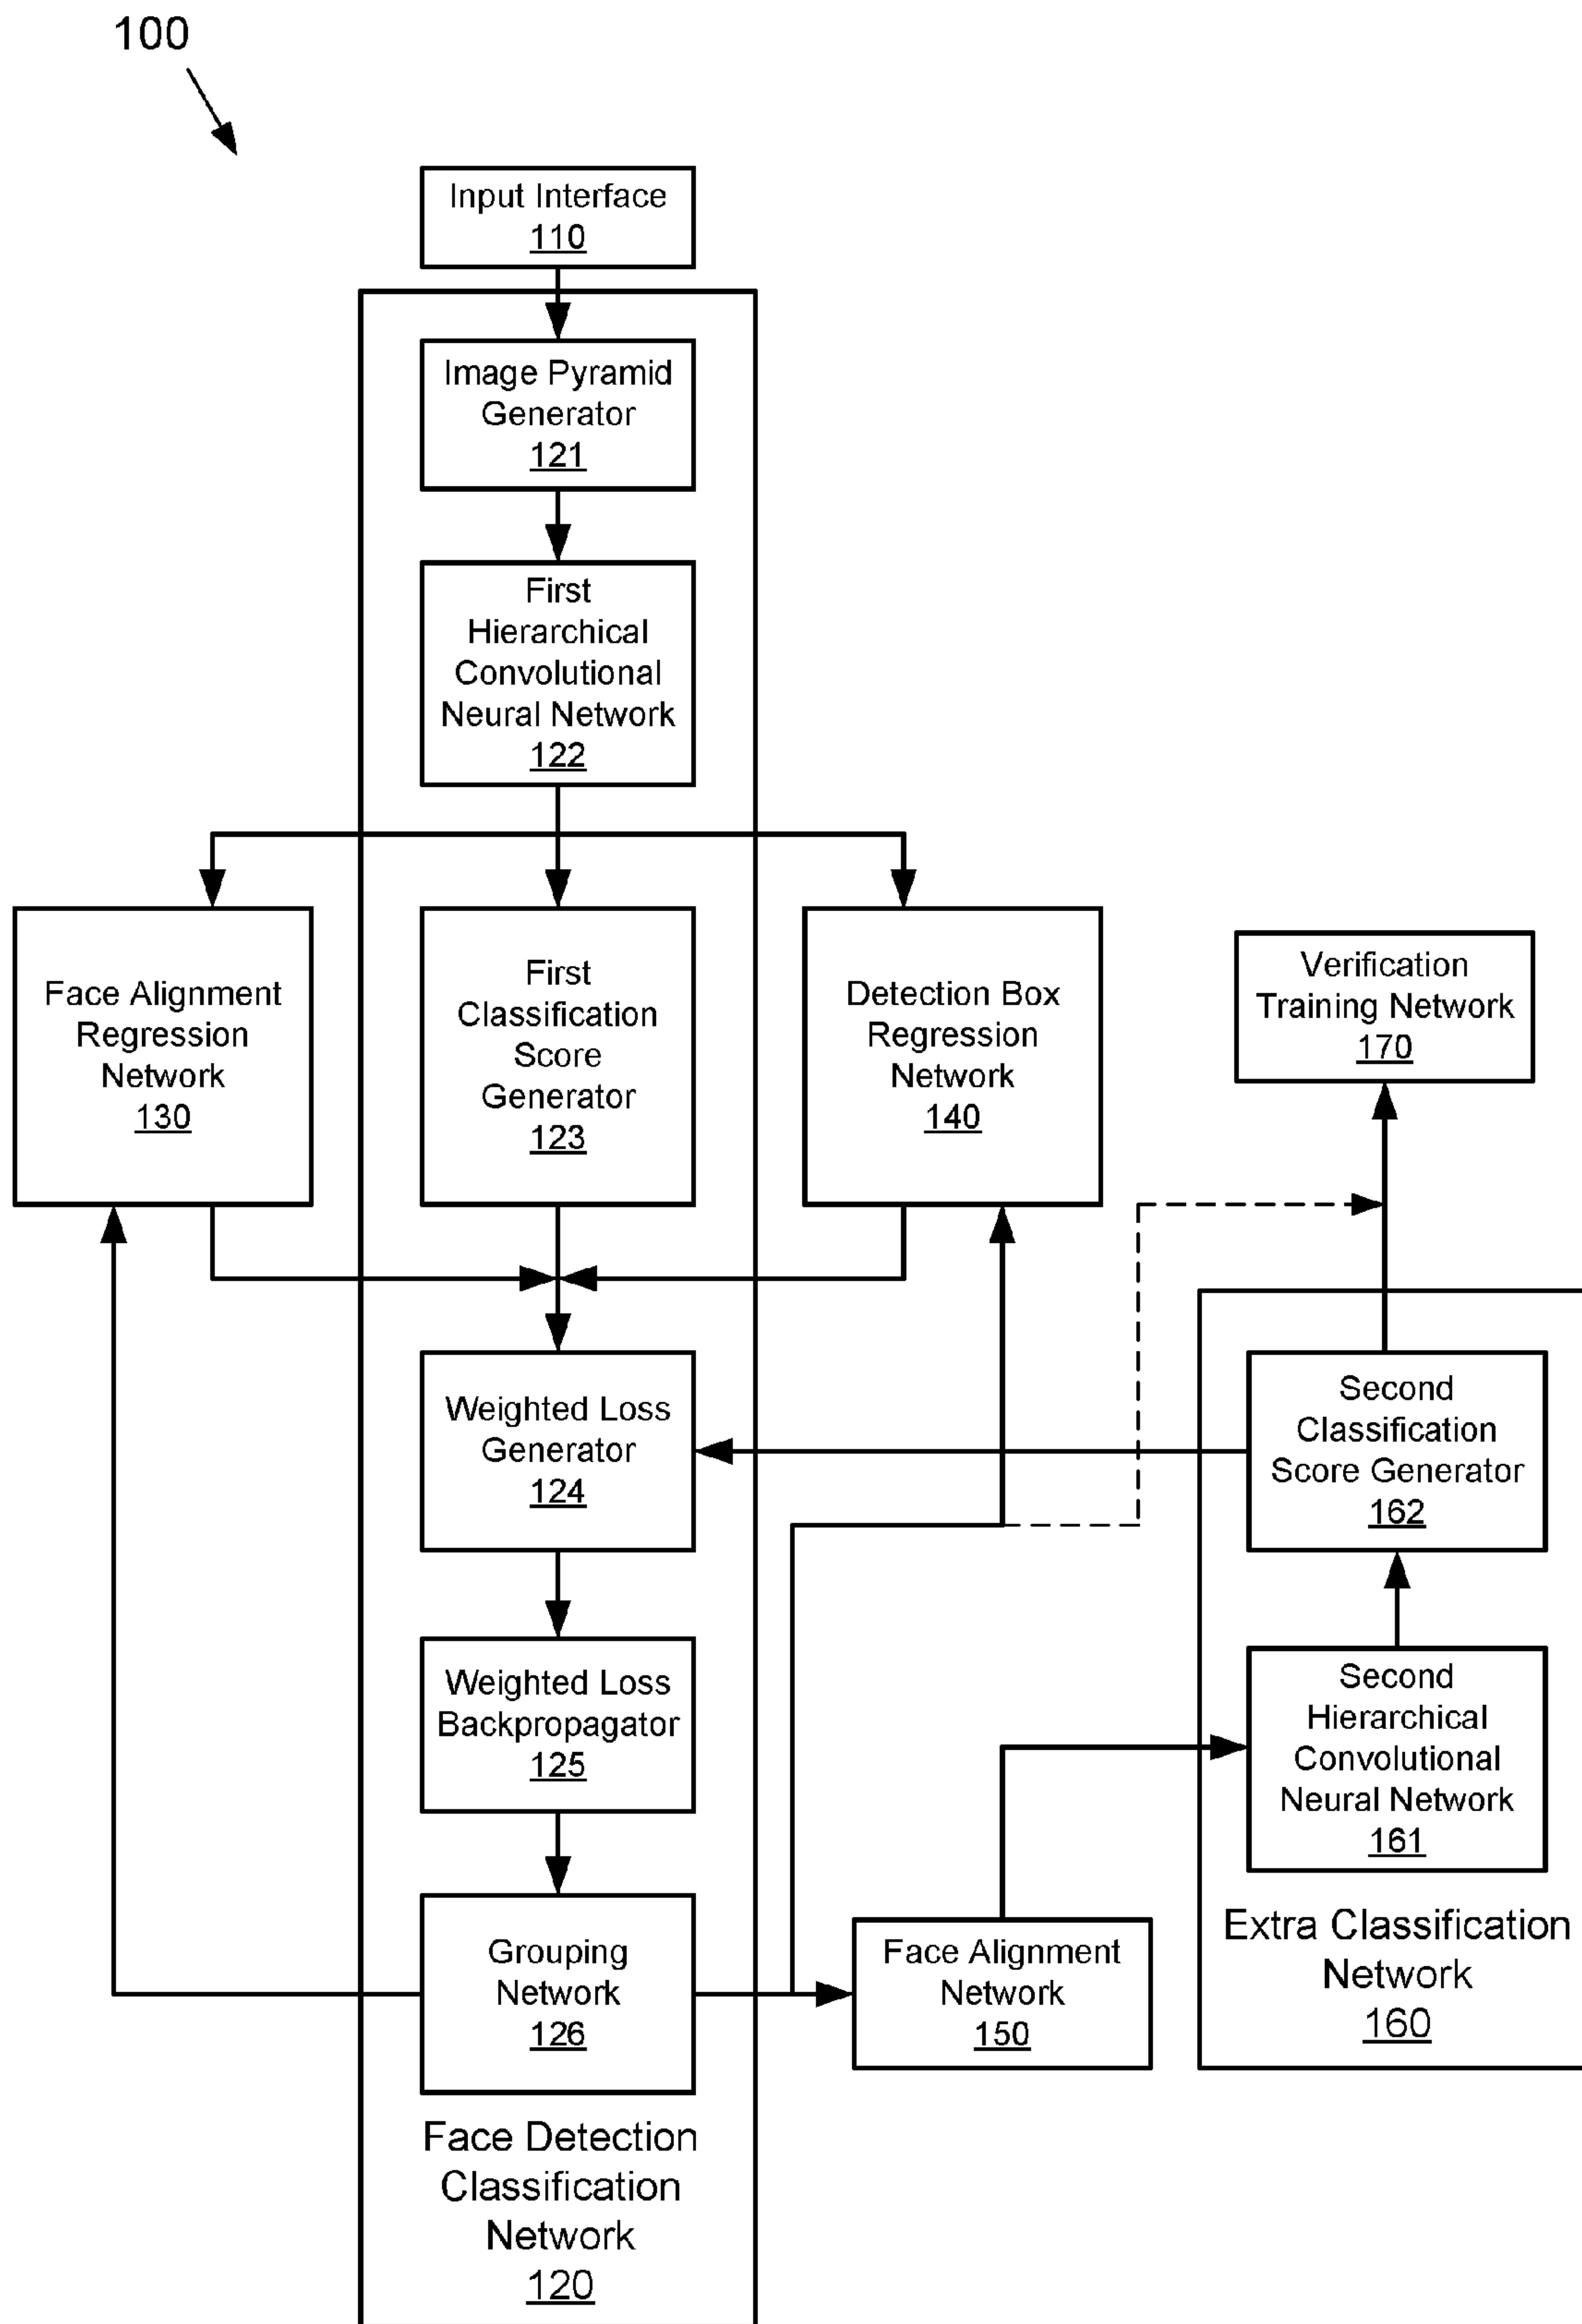 100
Input Interface
110
Image Pyramid
Generator
121
First
Hierarchical
Convolutional
Neural Network
122
Face Alignment
Regression
Network
130
First
Classification
Score
Generator
123
Detection Box
Regression
Network
140
Verification
Training Network
170
Weighted Loss
Generator
124
Second
Classification
Score Generator
162
Weighted Loss
Backpropagator
125
Second
Hierarchical
Convolutional
Neural Network
161
Grouping
Network
126
Face Alignment
Network
150
Extra Classification
Network
160
Face Detection
Classification
Network
120